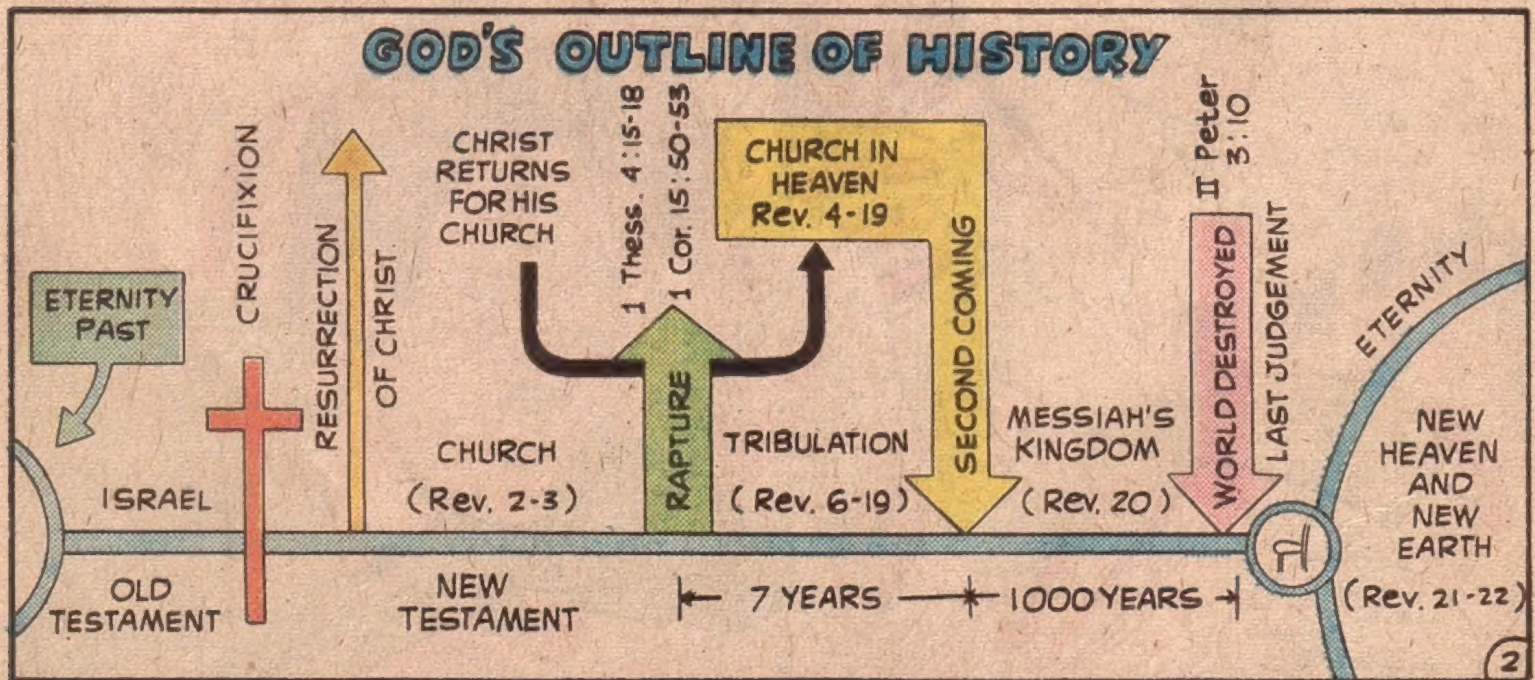 GOD'S OUTLINE OF HISTORY
ETERNITY
PAST
CRUCIFIXION
RESURRECTION
OF CHRIST
CHRIST
RETURNS
FOR HIS
CHURCH
1 Thess. 4:15-18
1 Cor. 15:50-53
CHURCH IN
HEAVEN
Rev. 4-19
II Peter
3:10
ISRAEL
CHURCH
(Rev. 2-3)
RAPTURE
TRIBULATION
(Rev. 6-19)
SECOND COMING
MESSIAH'S
KINGDOM
(Rev. 20)
WORLD DESTROYED
LAST JUDGEMENT
ETERNITY
NEW
HEAVEN
AND
NEW
EARTH
(Rev. 21-22)
OLD
TESTAMENT
NEW
TESTAMENT
7 YEARS
1000 YEARS
2